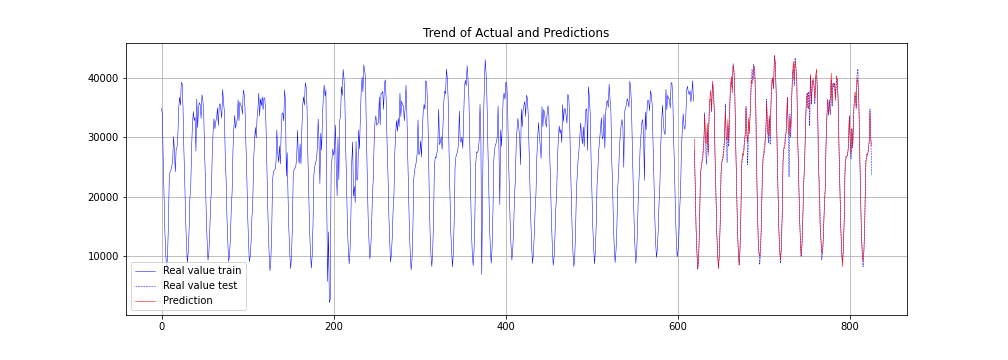 Trend of Actual and Predictions
40000
30000
20000
10000
Real value train
Real value test
Prediction
0 200 400 600 800